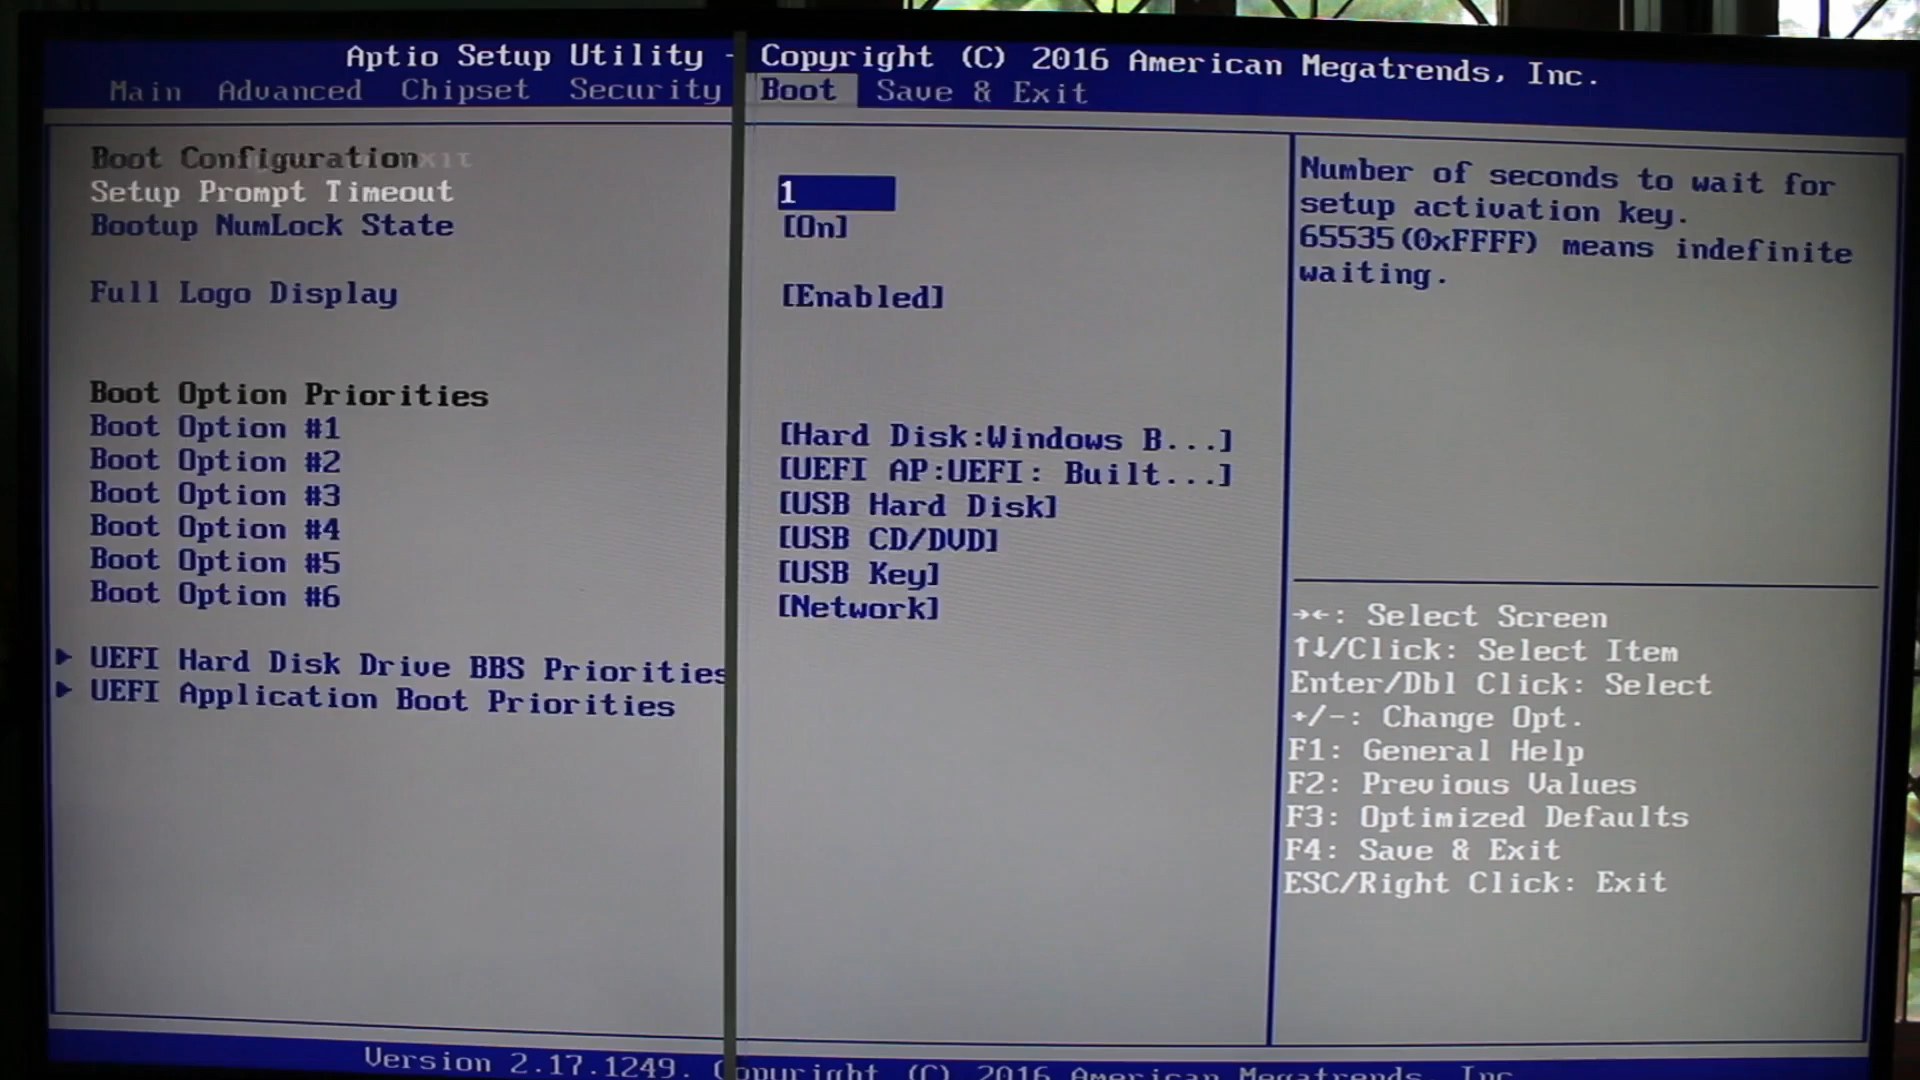 Aptio Setup Utility - Copyright (C) 2016 American Megatrends, Inc.
Main Advanced Chipset Security Boot Save & Exit
Boot Configuration
Setup Prompt Timeout 1
Bootup NumLock State [On]
Full Logo Display [Enabled]
Boot Option Priorities
Boot Option #1 [Hard Disk:Windows B...]
Boot Option #2 [UEFI AP:UEFI: Built...]
Boot Option #3 [USB Hard Disk]
Boot Option #4 [USB CD/DVD]
Boot Option #5 [USB Key]
Boot Option #6 [Network]
UEFI Hard Disk Drive BBS Priorities
UEFI Application Boot Priorities
Number of seconds to wait for
setup activation key.
65535(0xFFFF) means indefinite
waiting.
→←: Select Screen
↑↓/Click: Select Item
Enter/Dbl Click: Select
+/-: Change Opt.
F1: General Help
F2: Previous Values
F3: Optimized Defaults
F4: Save & Exit
ESC/Right Click: Exit
Version 2.17.1249. Copyright (C) 2016 American Megatrends, Inc.